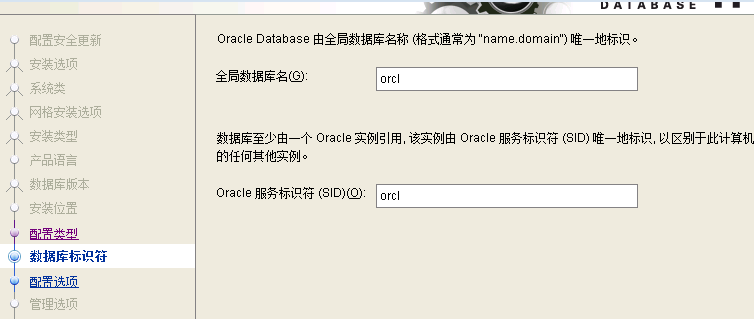 DATABASE
配置安全更新
安装选项
系统类
网格安装选项
安装类型
产品语言
数据库版本
安装位置
配置类型
数据库标识符
配置选项
管理选项
Oracle Database 由全局数据库名称 (格式通常为 "name.domain") 唯一地标识。
全局数据库名(G): orcl
数据库至少由一个 Oracle 实例引用, 该实例由 Oracle 服务标识符 (SID) 唯一地标识, 以区别于此计算机
的任何其他实例。
Oracle 服务标识符 (SID)(O): orcl